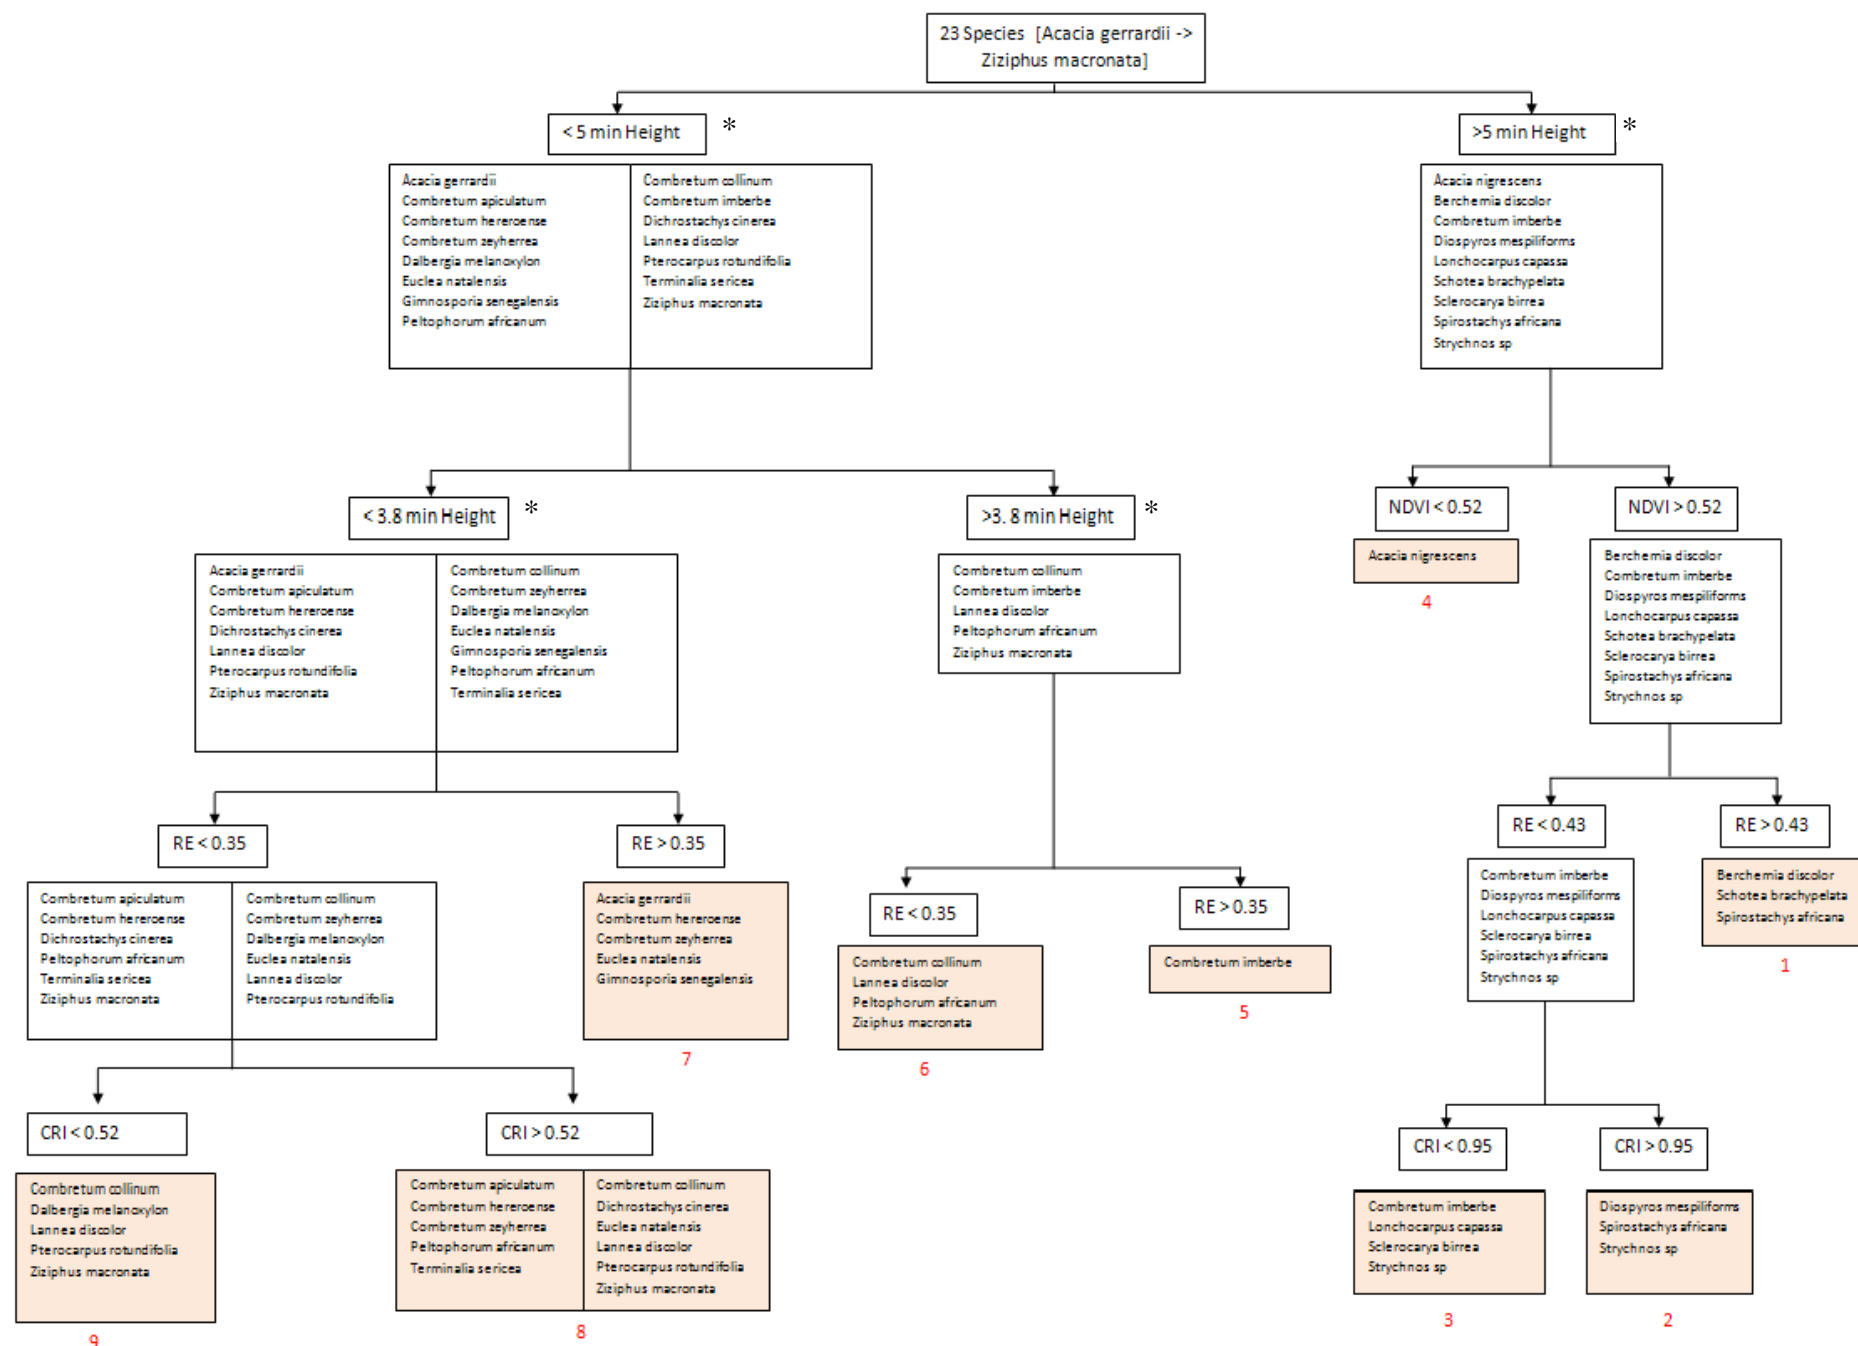 23 Species [Acacia gerrardii ->
Ziziphus macronata]
< 5 min Height *
>5 min Height *
Acacia gerrardii
Combretum apiculatum
Combretum hereroense
Combretum zeyherrea
Dalbergia melanoxylon
Euclea natalensis
Gimnosporia senegalensis
Peltophorum africanum
Combretum collinum
Combretum imberbe
Dichrostachys cinerea
Lannea discolor
Pterocarpus rotundifolia
Terminalia sericea
Ziziphus macronata
Acacia nigrescens
Berchemia discolor
Combretum imberbe
Diospyros mespiliforms
Lonchocarpus capassa
Schotea brachypelata
Sclerocarya birrea
Spirostachys africana
Strychnos sp
< 3.8 min Height *
>3. 8 min Height *
NDVI < 0.52
NDVI > 0.52
Acacia gerrardii
Combretum apiculatum
Combretum hereroense
Dichrostachys cinerea
Lannea discolor
Pterocarpus rotundifolia
Ziziphus macronata
Combretum collinum
Combretum zeyherrea
Dalbergia melanoxylon
Euclea natalensis
Gimnosporia senegalensis
Peltophorum africanum
Terminalia sericea
Combretum collinum
Combretum imberbe
Lannea discolor
Peltophorum africanum
Ziziphus macronata
Acacia nigrescens
4
Berchemia discolor
Combretum imberbe
Diospyros mespiliforms
Lonchocarpus capassa
Schotea brachypelata
Sclerocarya birrea
Spirostachys africana
Strychnos sp
RE < 0.35
RE > 0.35
RE < 0.35
RE > 0.35
RE < 0.43
RE > 0.43
Combretum apiculatum
Combretum hereroense
Dichrostachys cinerea
Peltophorum africanum
Terminalia sericea
Ziziphus macronata
Combretum collinum
Combretum zeyherrea
Dalbergia melanoxylon
Euclea natalensis
Lannea discolor
Pterocarpus rotundifolia
Acacia gerrardii
Combretum hereroense
Combretum zeyherrea
Euclea natalensis
Gimnosporia senegalensis
7
Combretum collinum
Lannea discolor
Peltophorum africanum
Ziziphus macronata
6
Combretum imberbe
5
Combretum imberbe
Diospyros mespiliforms
Lonchocarpus capassa
Sclerocarya birrea
Spirostachys africana
Strychnos sp
Berchemia discolor
Schotea brachypelata
Spirostachys africana
1
CRI < 0.52
CRI > 0.52
CRI < 0.95
CRI > 0.95
Combretum collinum
Dalbergia melanoxylon
Lannea discolor
Pterocarpus rotundifolia
Ziziphus macronata
9
Combretum apiculatum
Combretum hereroense
Combretum zeyherrea
Peltophorum africanum
Terminalia sericea
Combretum collinum
Dichrostachys cinerea
Euclea natalensis
Lannea discolor
Pterocarpus rotundifolia
Ziziphus macronata
8
Combretum imberbe
Lonchocarpus capassa
Sclerocarya birrea
Strychnos sp
3
Diospyros mespiliforms
Spirostachys africana
Strychnos sp
2